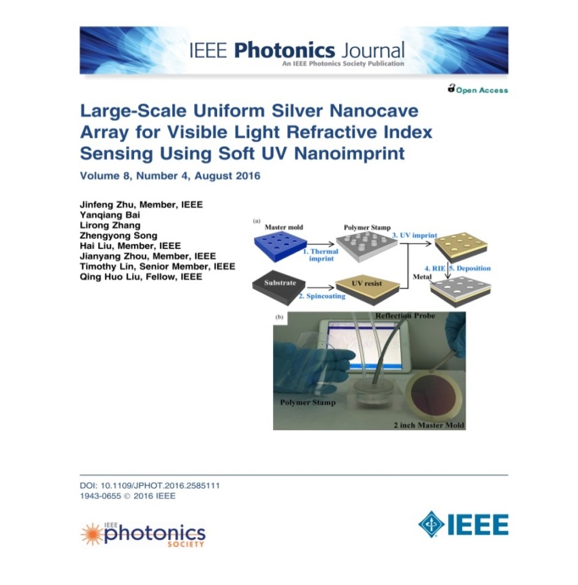 IEEE Photonics Journal
An IEEE Photonics Society Publication
Open Access
Large-Scale Uniform Silver Nanocave
Array for Visible Light Refractive Index
Sensing Using Soft UV Nanoimprint
Volume 8, Number 4, August 2016
Jinfeng Zhu, Member, IEEE
Yanqiang Bai
Lirong Zhang
Zhengyong Song
Hai Liu, Member, IEEE
Jianyang Zhou, Member, IEEE
Timothy Lin, Senior Member, IEEE
Qing Huo Liu, Fellow, IEEE
(a)
Master mold
Polymer Stamp
3. UV imprint
1. Thermal
imprint
4. RIE
5. Deposition
Metal
Substrate
UV resist
2. Spincoating
(b)
Reflection Probe
Polymer Stamp
2 inch Master Mold
DOI: 10.1109/JPHOT.2016.2585111
1943-0655 © 2016 IEEE
IEEE
photonics
SOCIETY
IEEE